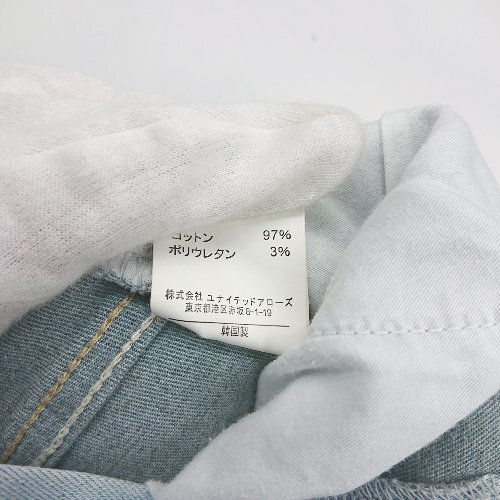 コットン 97%
ポリウレタン 3%
株式会社 ユナイテッドアローズ
東京都港区赤坂8-1-19
韓国製